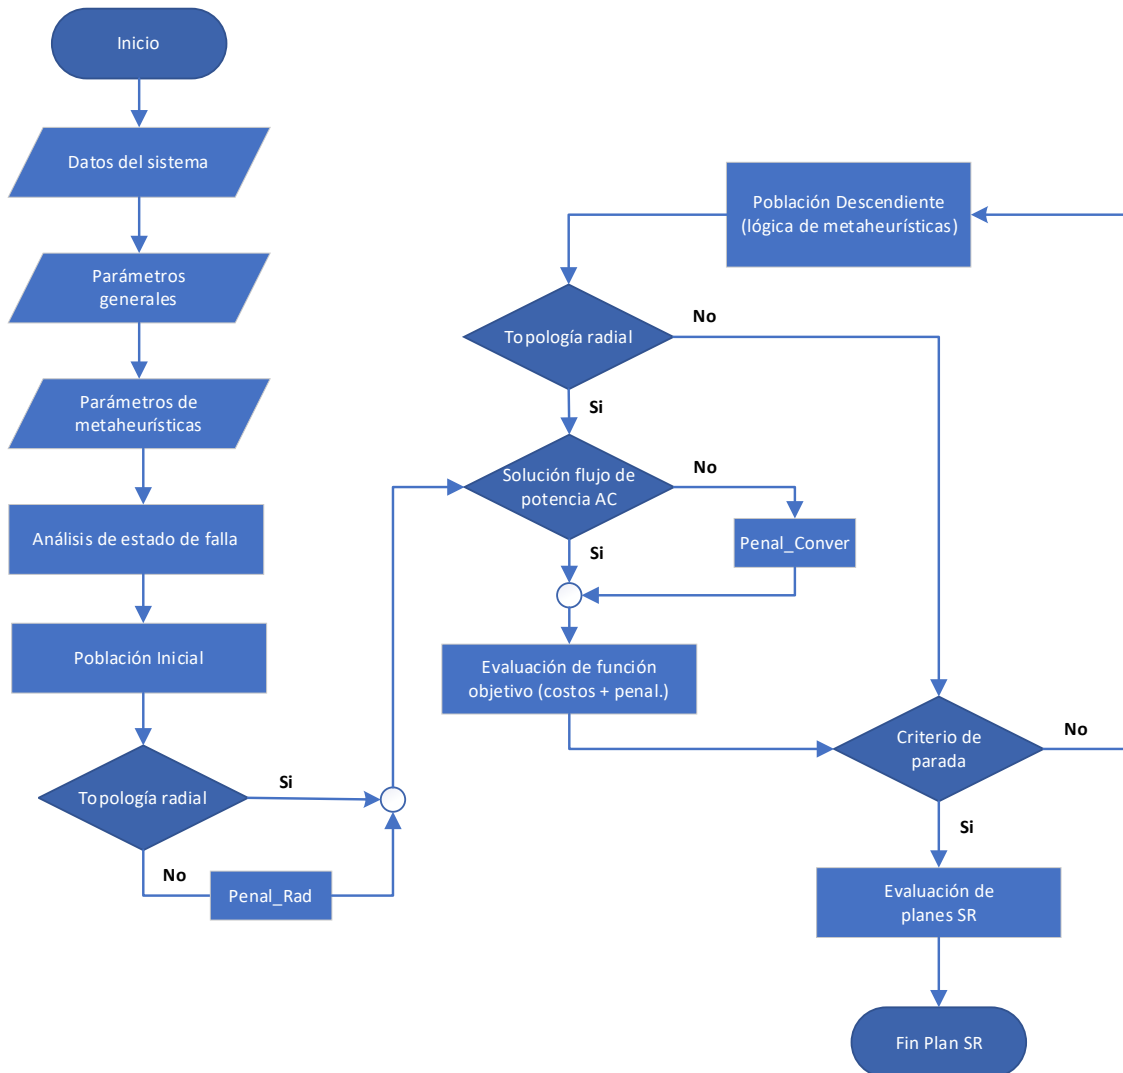 Inicio
Datos del sistema
Parámetros
generales
Parámetros de
metaheurísticas
Análisis de estado de falla
Población Inicial
Topología radial
Si
No
Penal_Rad
Población Descendiente
(lógica de metaheurísticas)
Topología radial
No
Si
Solución flujo de
potencia AC
No
Penal_Conver
Si
Evaluación de función
objetivo (costos + penal.)
Criterio de
parada
No
Si
Evaluación de
planes SR
Fin Plan SR